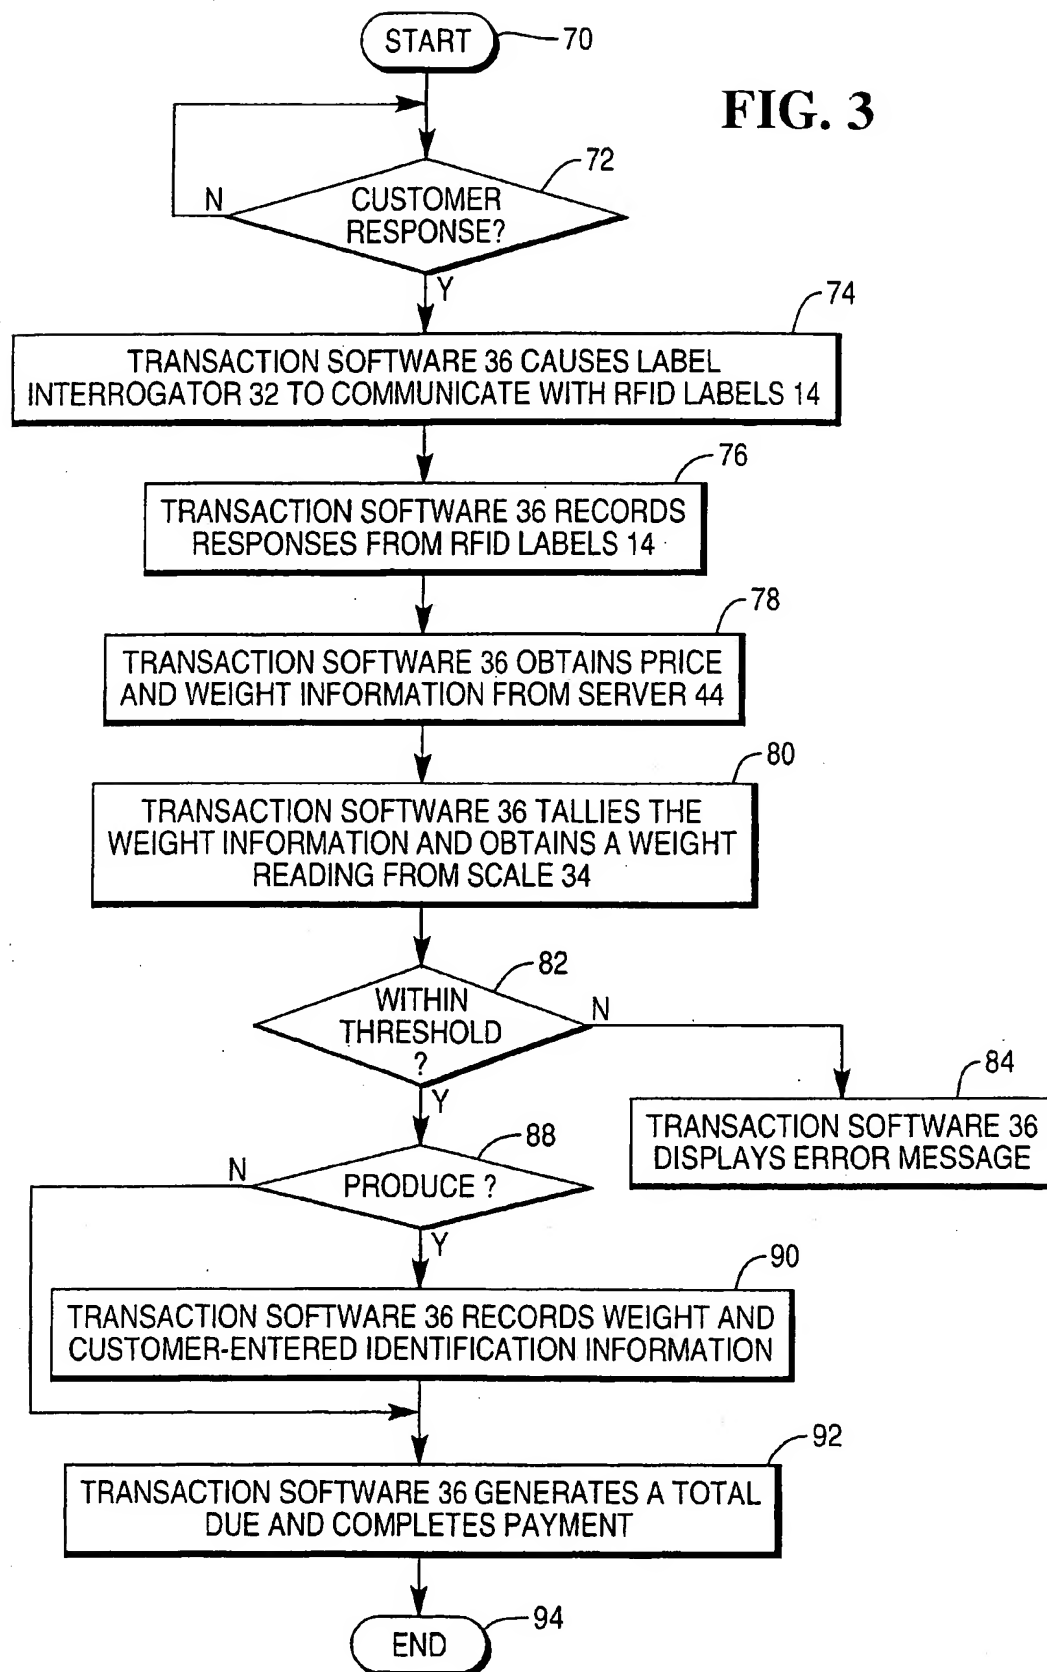 START
70
FIG. 3
72
CUSTOMER
RESPONSE?
N
Y
74
TRANSACTION SOFTWARE 36 CAUSES LABEL
INTERROGATOR 32 TO COMMUNICATE WITH RFID LABELS 14
76
TRANSACTION SOFTWARE 36 RECORDS
RESPONSES FROM RFID LABELS 14
78
TRANSACTION SOFTWARE 36 OBTAINS PRICE
AND WEIGHT INFORMATION FROM SERVER 44
80
TRANSACTION SOFTWARE 36 TALLIES THE
WEIGHT INFORMATION AND OBTAINS A WEIGHT
READING FROM SCALE 34
82
WITHIN
THRESHOLD
?
N
Y
84
TRANSACTION SOFTWARE 36
DISPLAYS ERROR MESSAGE
88
PRODUCE ?
N
Y
90
TRANSACTION SOFTWARE 36 RECORDS WEIGHT AND
CUSTOMER-ENTERED IDENTIFICATION INFORMATION
92
TRANSACTION SOFTWARE 36 GENERATES A TOTAL
DUE AND COMPLETES PAYMENT
END
94